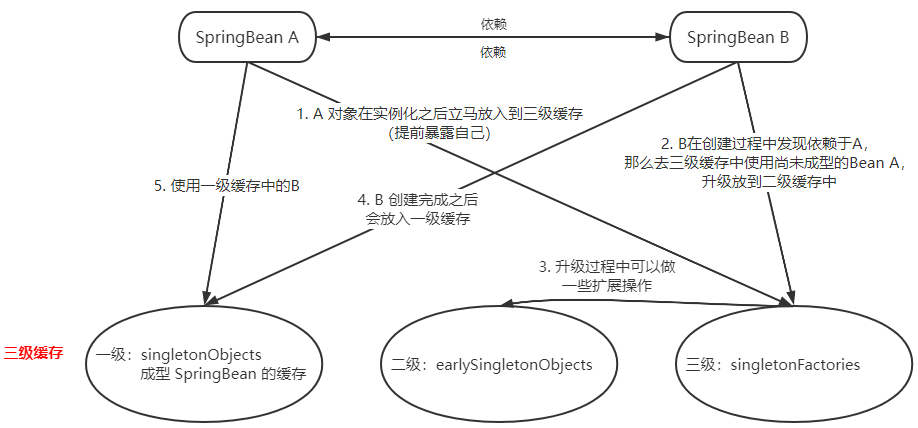 SpringBean A
依赖
依赖
SpringBean B
1. A 对象在实例化之后立马放入到三级缓存
（提前暴露自己）
2. B在创建过程中发现依赖于A，
那么去三级缓存中使用尚未成型的Bean A，
升级放到二级缓存中
5. 使用一级缓存中的B
4. B 创建完成之后
会放入一级缓存
3. 升级过程中可以做
一些扩展操作
三级缓存
一级：singletonObjects
成型 SpringBean 的缓存
二级：earlySingletonObjects
三级：singletonFactories